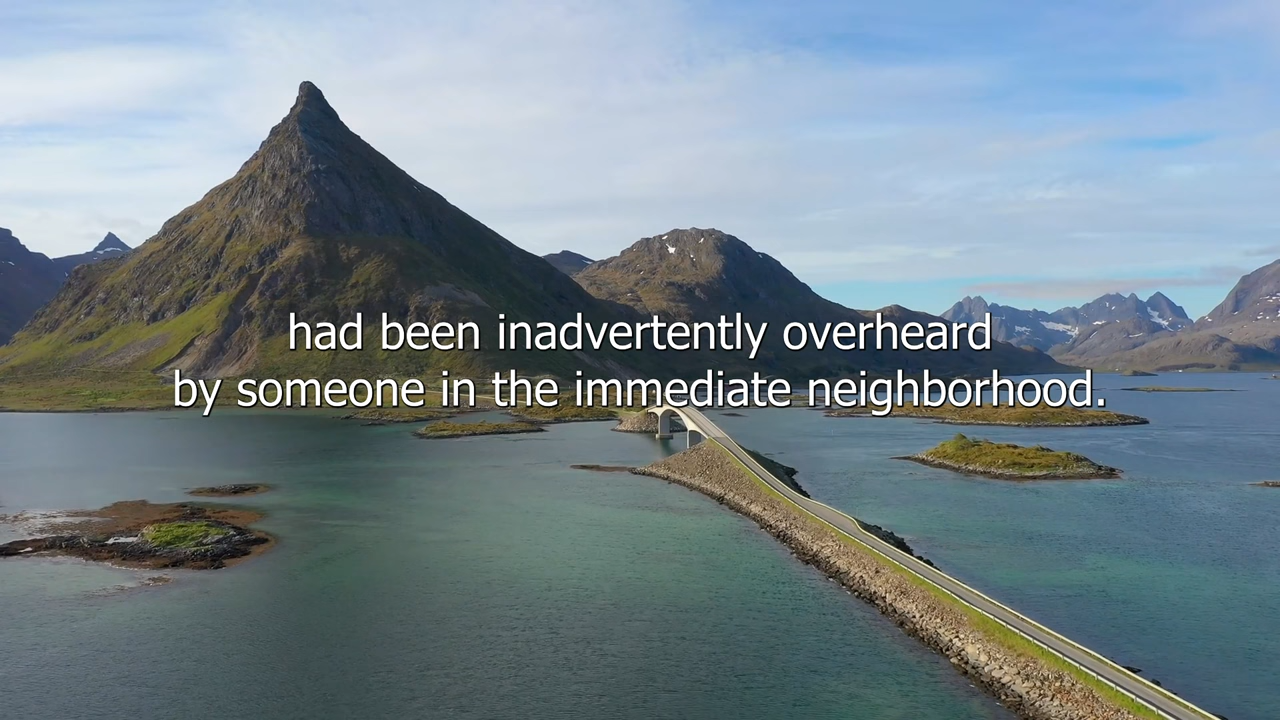 had been inadvertently overheard
by someone in the immediate neighborhood.